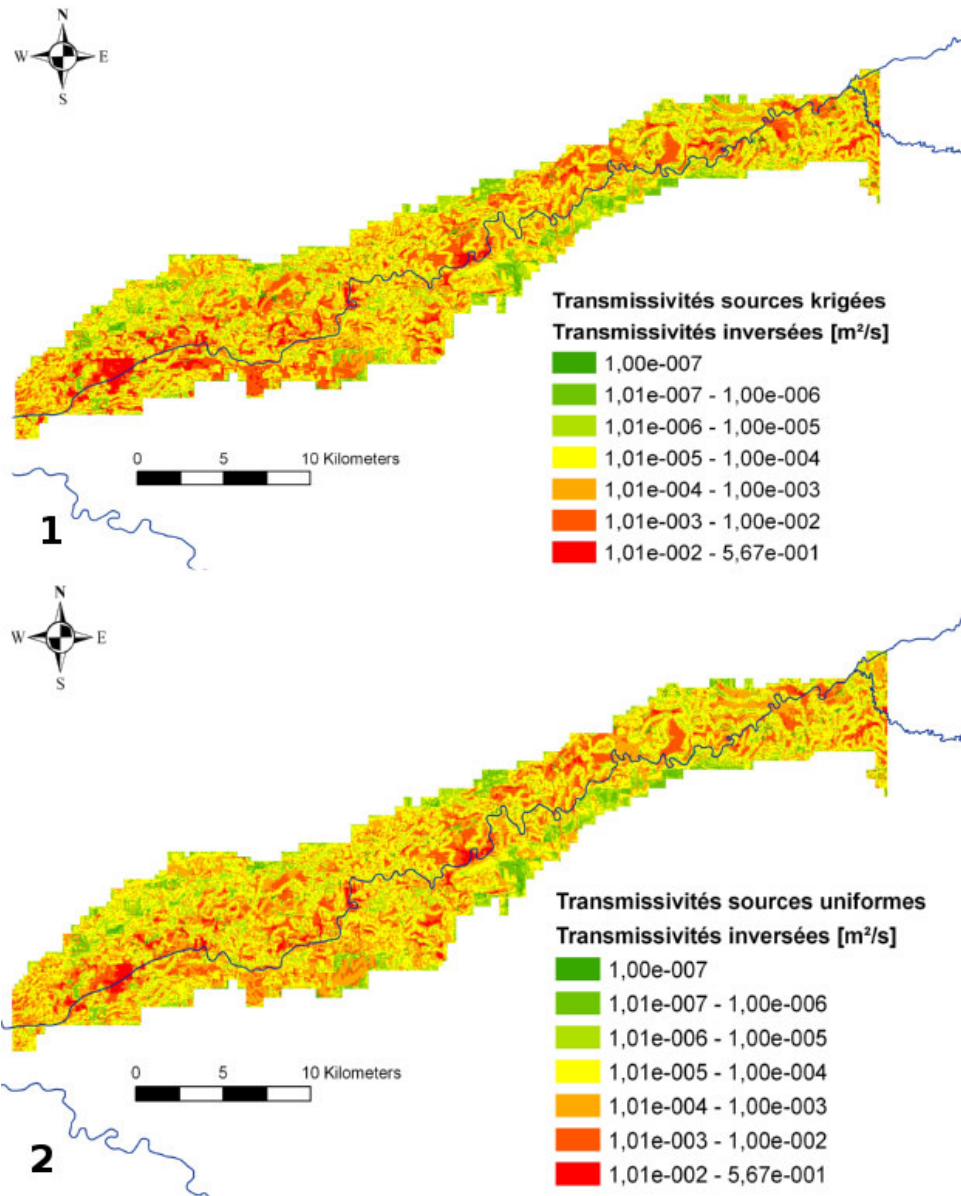 N
W E
S
Transmissivités sources krigées
Transmissivités inversées [m²/s]
1,00e-007
1,01e-007 - 1,00e-006
1,01e-006 - 1,00e-005
1,01e-005 - 1,00e-004
1,01e-004 - 1,00e-003
1,01e-003 - 1,00e-002
1,01e-002 - 5,67e-001
0 5 10 Kilometers
1
N
W E
S
Transmissivités sources uniformes
Transmissivités inversées [m²/s]
1,00e-007
1,01e-007 - 1,00e-006
1,01e-006 - 1,00e-005
1,01e-005 - 1,00e-004
1,01e-004 - 1,00e-003
1,01e-003 - 1,00e-002
1,01e-002 - 5,67e-001
0 5 10 Kilometers
2